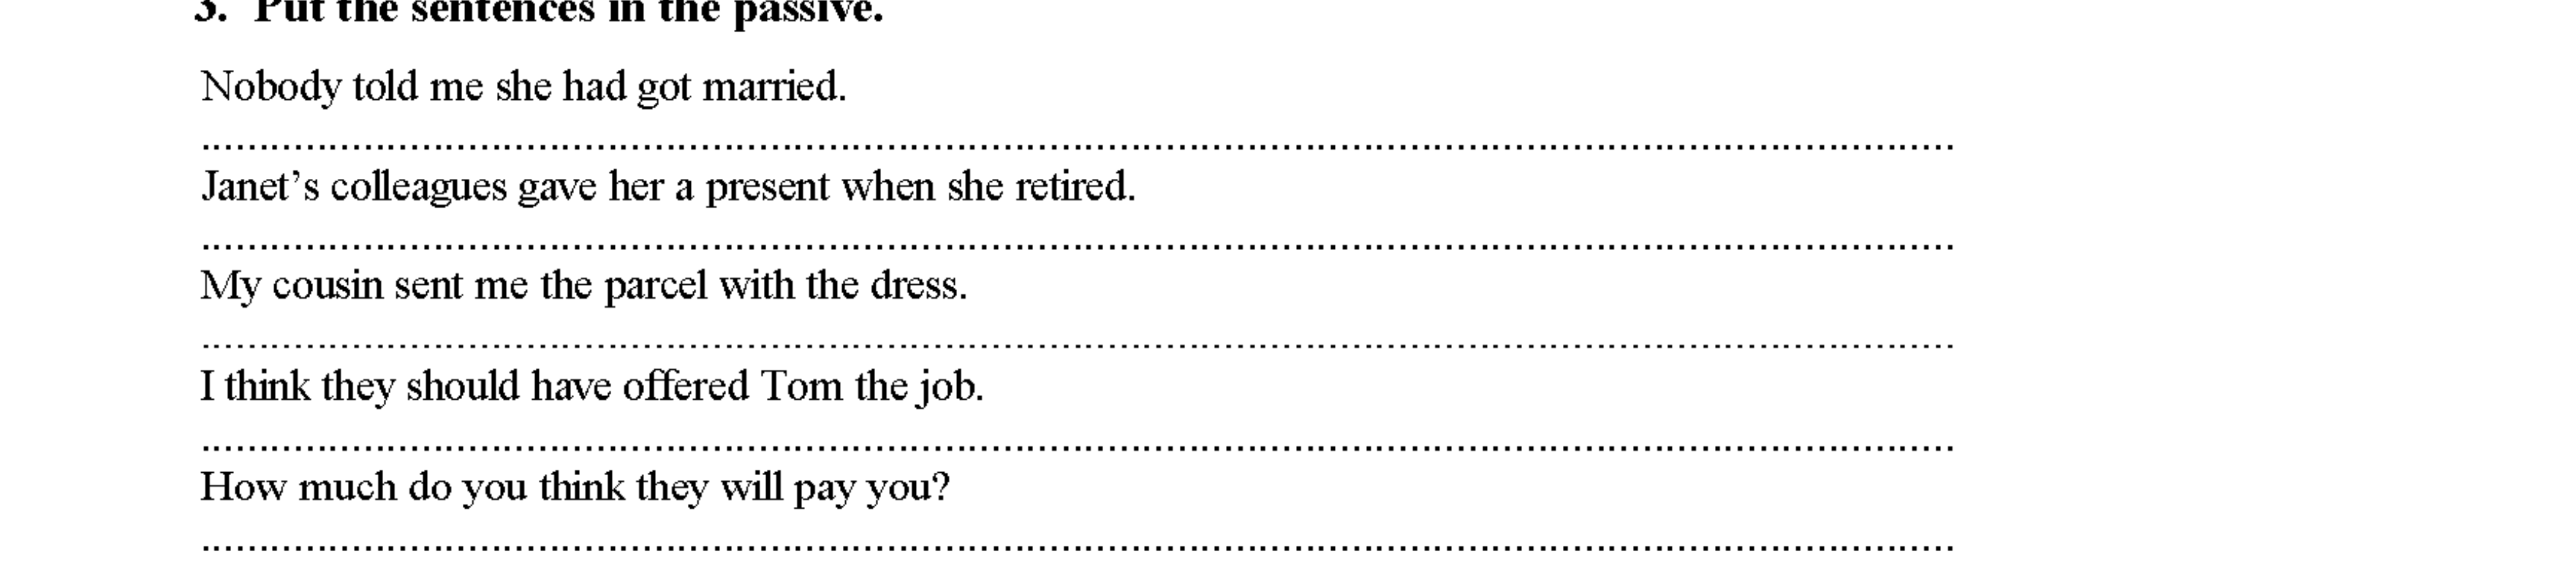 3. Put the sentences in the passive.
Nobody told me she had got married.
....................................................................................................................................................
Janet’s colleagues gave her a present when she retired.
....................................................................................................................................................
My cousin sent me the parcel with the dress.
....................................................................................................................................................
I think they should have offered Tom the job.
....................................................................................................................................................
How much do you think they will pay you?
....................................................................................................................................................